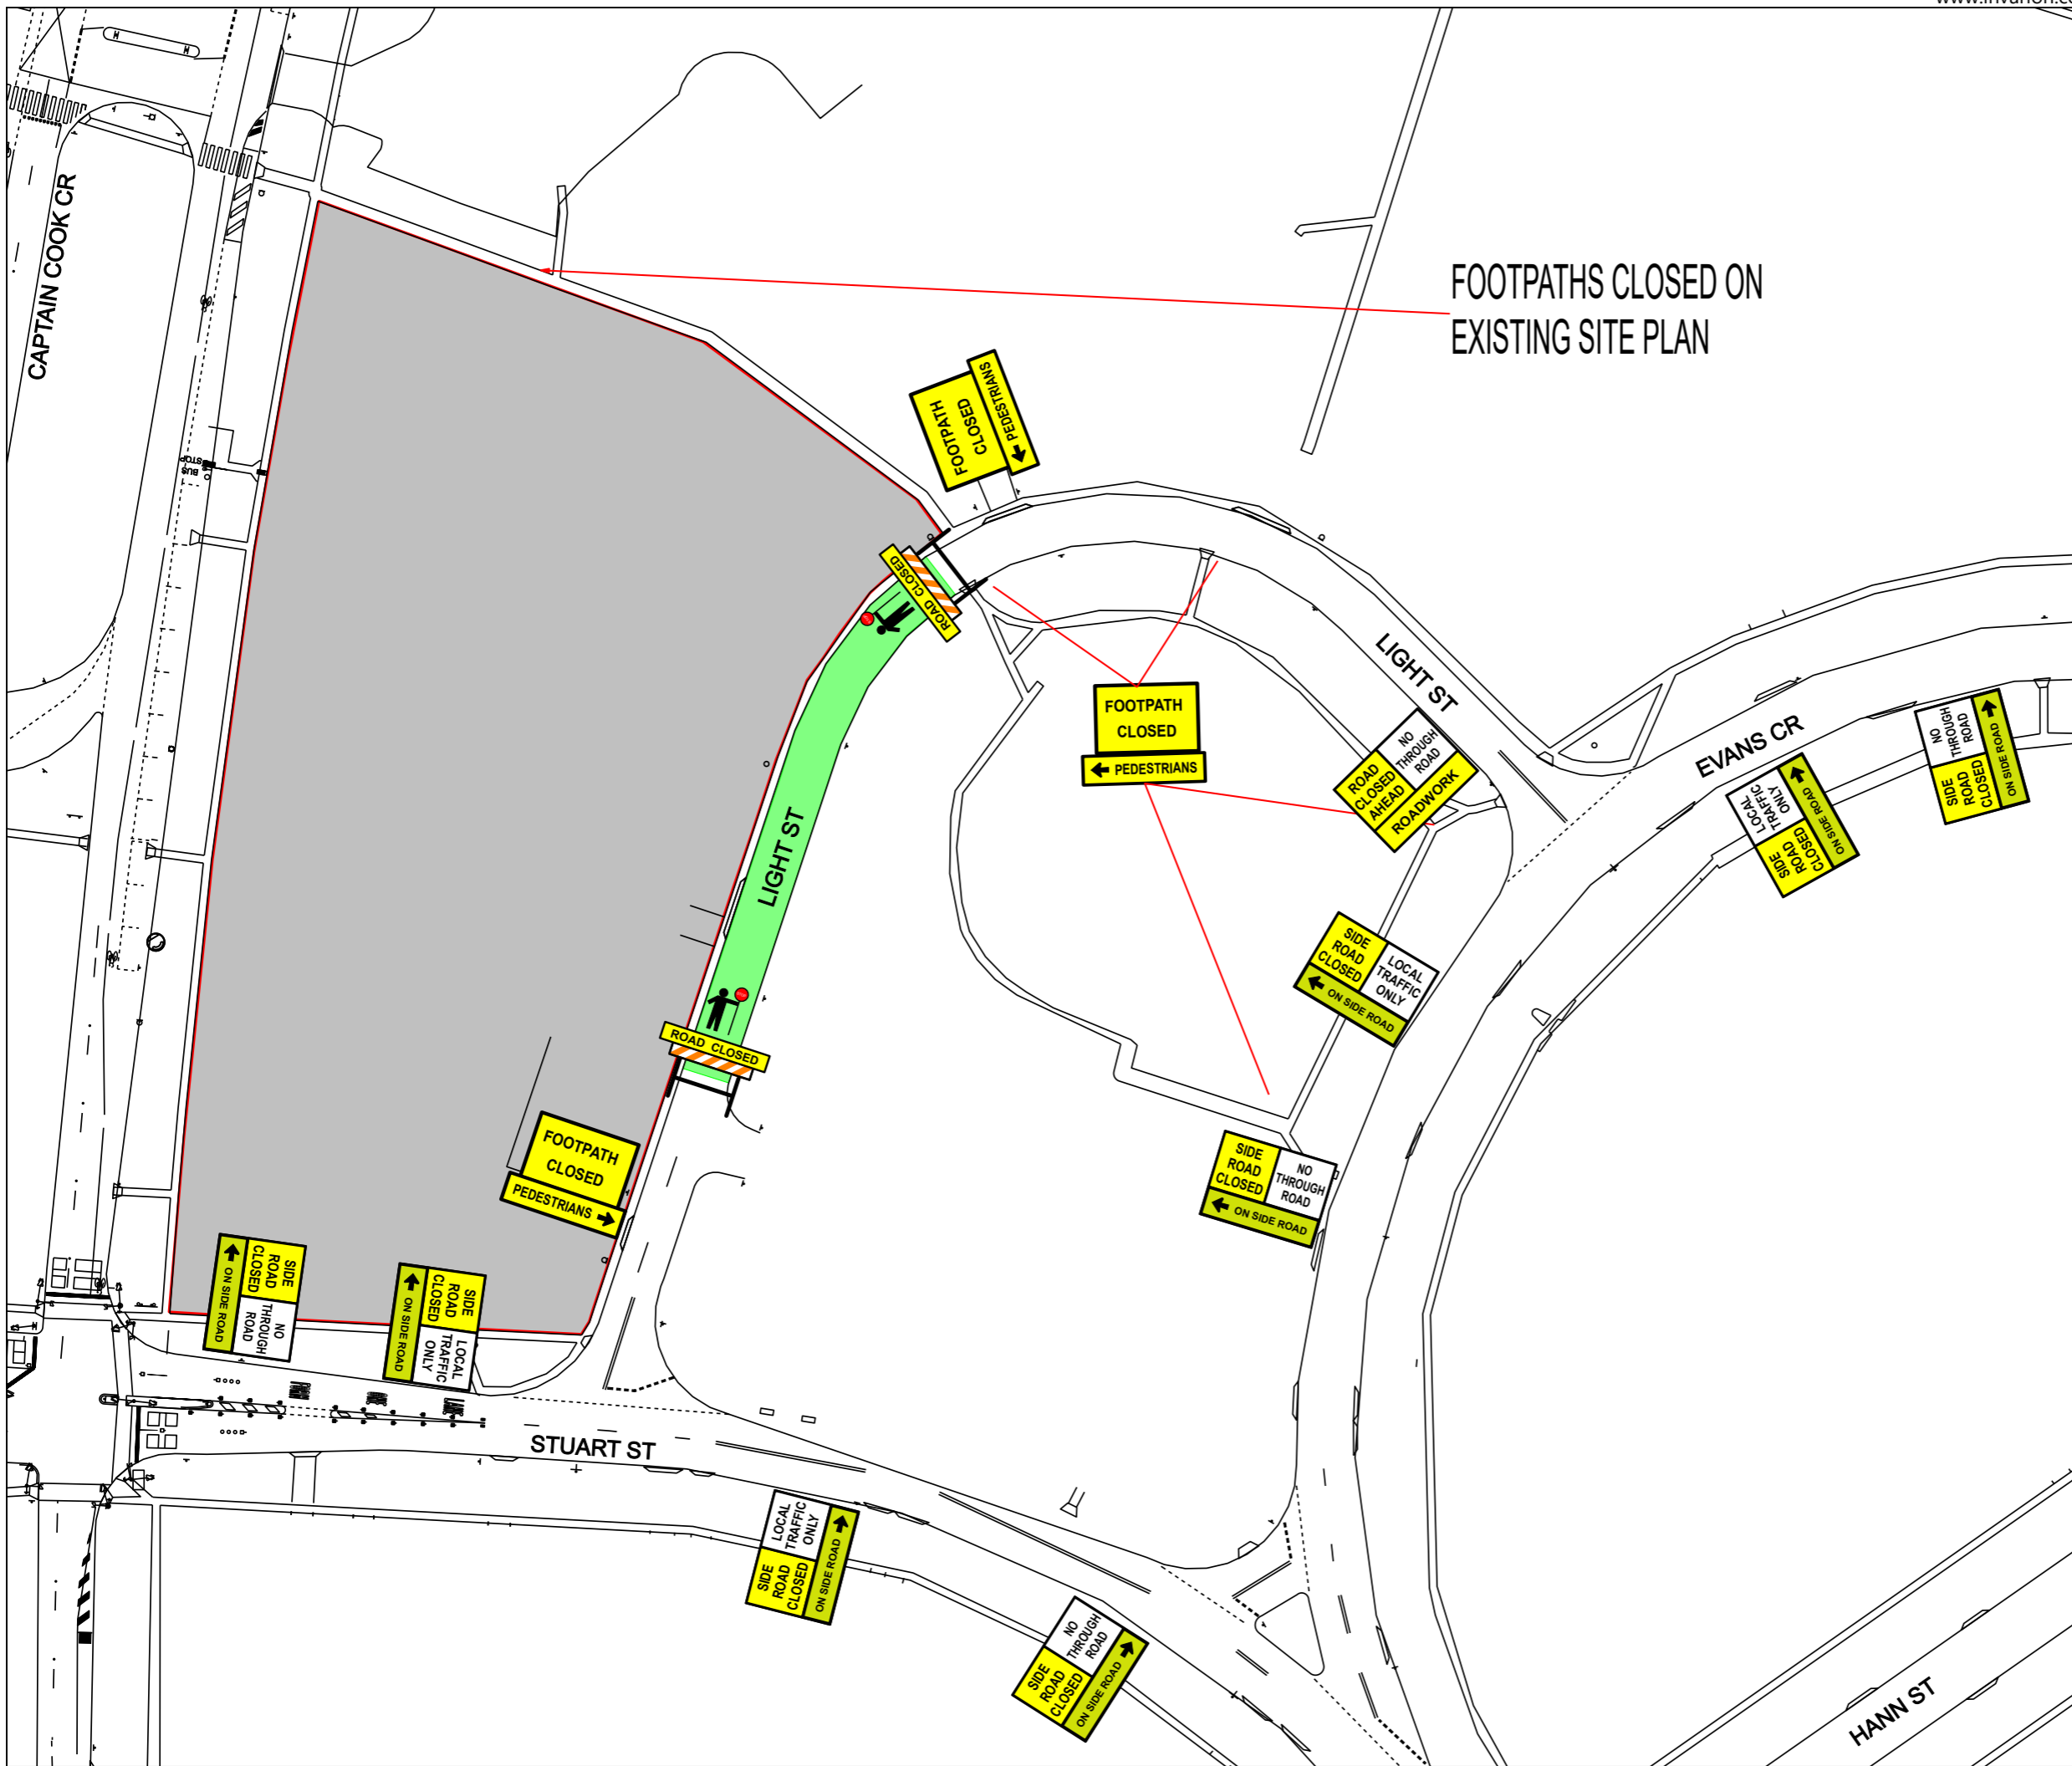 www.invarion.co
CAPTAIN COOK CR
FOOTPATHS CLOSED ON
EXISTING SITE PLAN
FOOTPATH
CLOSED
PEDESTRIANS
BUS
STOP
ROAD CLOSED
LIGHT ST
FOOTPATH
CLOSED
PEDESTRIANS
NO
THROUGH
ROAD
ROAD
CLOSED
AHEAD
ROADWORK
EVANS CR
NO
THROUGH
ROAD
SIDE
ROAD
CLOSED
ON SIDE ROAD
LOCAL
TRAFFIC
ONLY
SIDE
ROAD
CLOSED
ON SIDE ROAD
LIGHT ST
SIDE
ROAD
CLOSED
LOCAL
TRAFFIC
ONLY
ON SIDE ROAD
ROAD CLOSED
FOOTPATH
CLOSED
PEDESTRIANS
SIDE
ROAD
CLOSED
NO
THROUGH
ROAD
ON SIDE ROAD
SIDE
ROAD
CLOSED
NO
THROUGH
ROAD
ON SIDE ROAD
SIDE
ROAD
CLOSED
LOCAL
TRAFFIC
ONLY
ON SIDE ROAD
STUART ST
LOCAL
TRAFFIC
ONLY
SIDE
ROAD
CLOSED
ON SIDE ROAD
NO
THROUGH
ROAD
SIDE
ROAD
CLOSED
ON SIDE ROAD
HANN ST